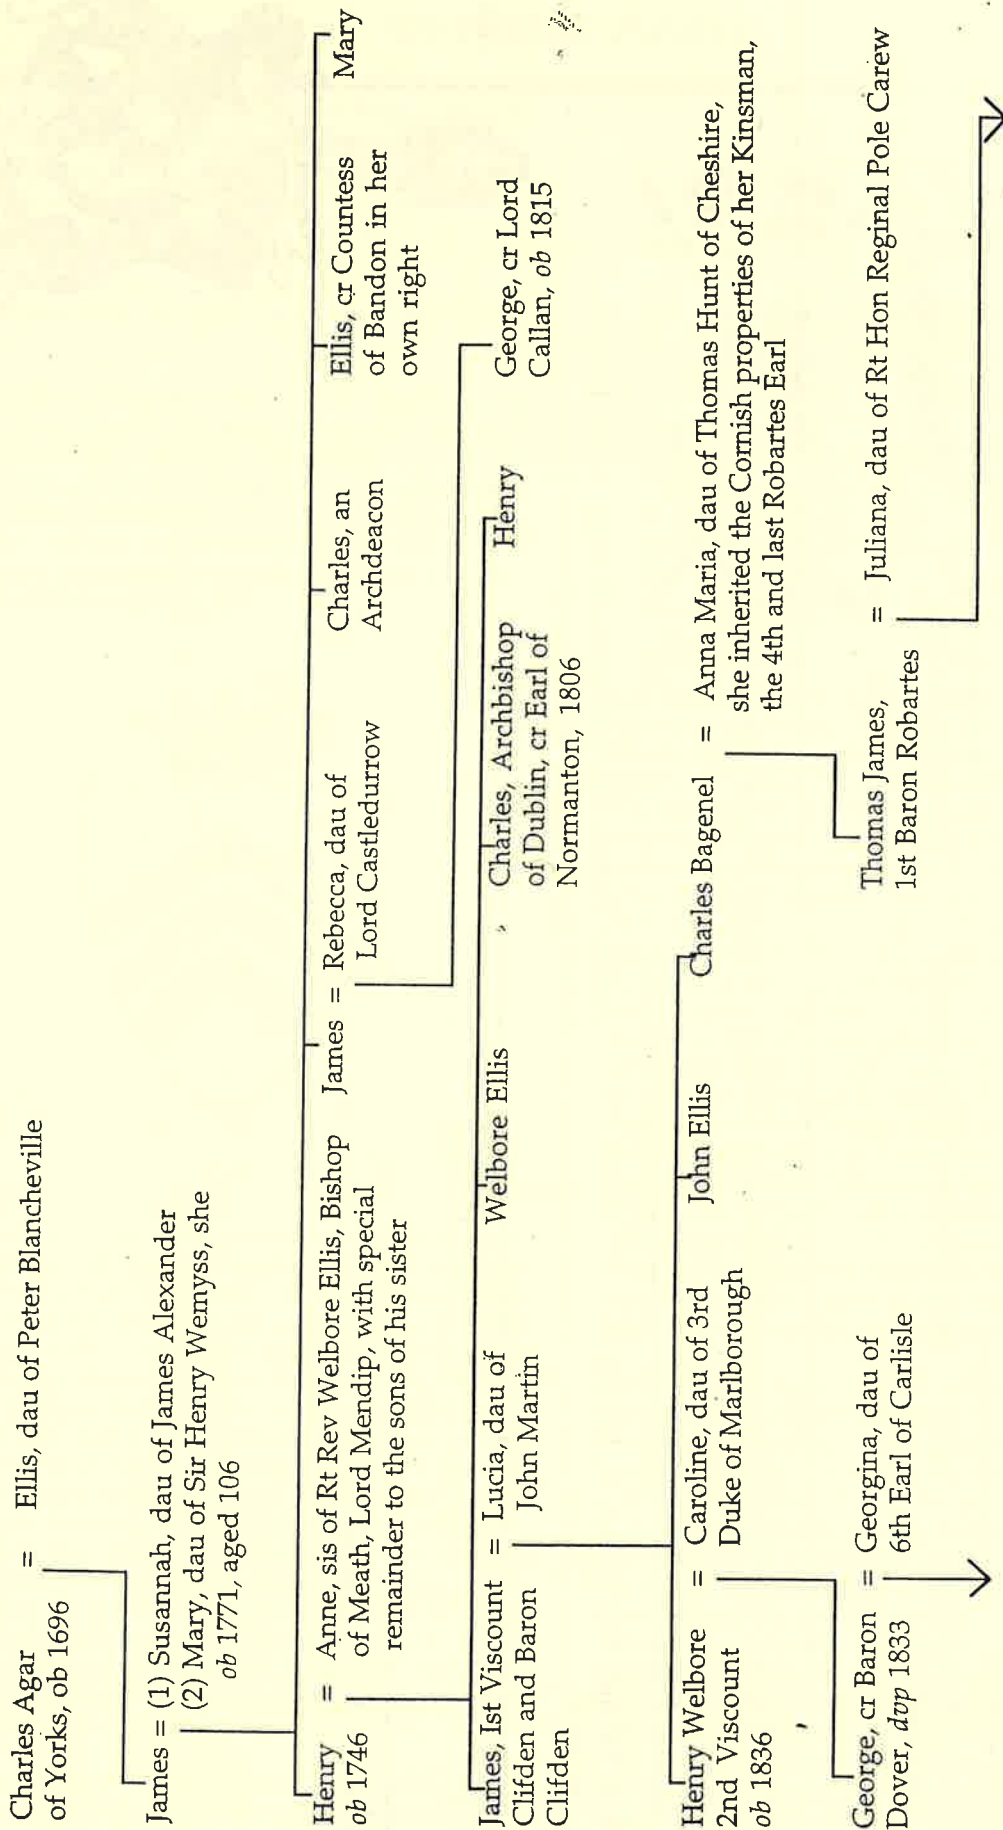 Charles Agar
of Yorks, ob 1696
=
Ellis, dau of Peter Blancheville
James = (1) Susannah, dau of James Alexander
(2) Mary, dau of Sir Henry Wemyss, she
ob 1771, aged 106
Henry
ob 1746
=
Anne, sis of Rt Rev Welbore Ellis, Bishop
of Meath, Lord Mendip, with special
remainder to the sons of his sister
James = Rebecca, dau of
Lord Castledurrow
Charles, an
Archdeacon
Ellis, cr Countess
of Bandon in her
own right
Mary
James, Ist Viscount
Clifden and Baron
Clifden
= Lucia, dau of
John Martin
Welbore Ellis
Charles, Archbishop
of Dublin, cr Earl of
Normanton, 1806
Henry
George, cr Lord
Callan, ob 1815
Henry Welbore
2nd Viscount
ob 1836
= Caroline, dau of 3rd
Duke of Marlborough
John Ellis
Charles Bagenel
= Anna Maria, dau of Thomas Hunt of Cheshire,
she inherited the Cornish properties of her Kinsman,
the 4th and last Robartes Earl
George, cr Baron
Dover, dvp 1833
= Georgina, dau of
6th Earl of Carlisle
Thomas James,
1st Baron Robartes
= Juliana, dau of Rt Hon Reginal Pole Carew